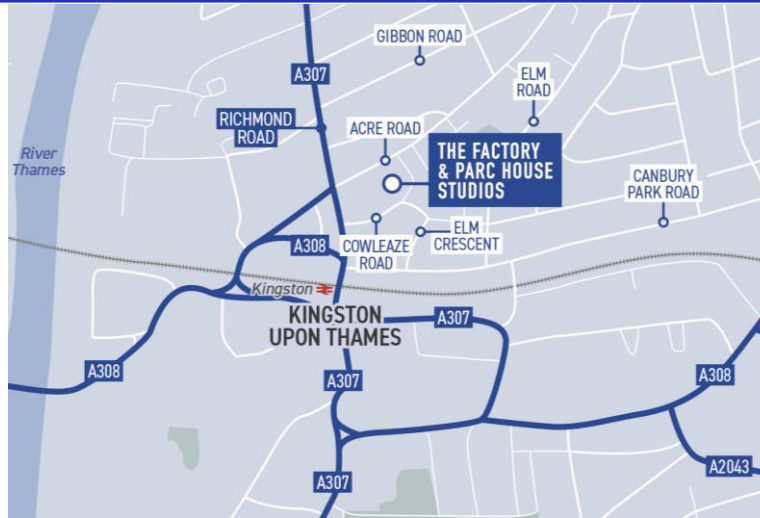 GIBBON ROAD
A307
ELM
ROAD
RICHMOND
ROAD
ACRE ROAD
THE FACTORY
& PARC HOUSE
STUDIOS
River
Thames
CANBURY
PARK ROAD
A308
COWLEAZE
ROAD
ELM
CRESCENT
Kingston
KINGSTON
UPON THAMES
A307
A308
A307
A308
A2043
A307